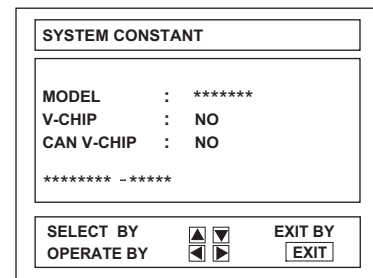 SYSTEM CONSTANT
MODEL : *******
V-CHIP : NO
CAN V-CHIP : NO
******** -*****
SELECT BY ▲ ▼ EXIT BY
OPERATE BY ◀ ▶ EXIT